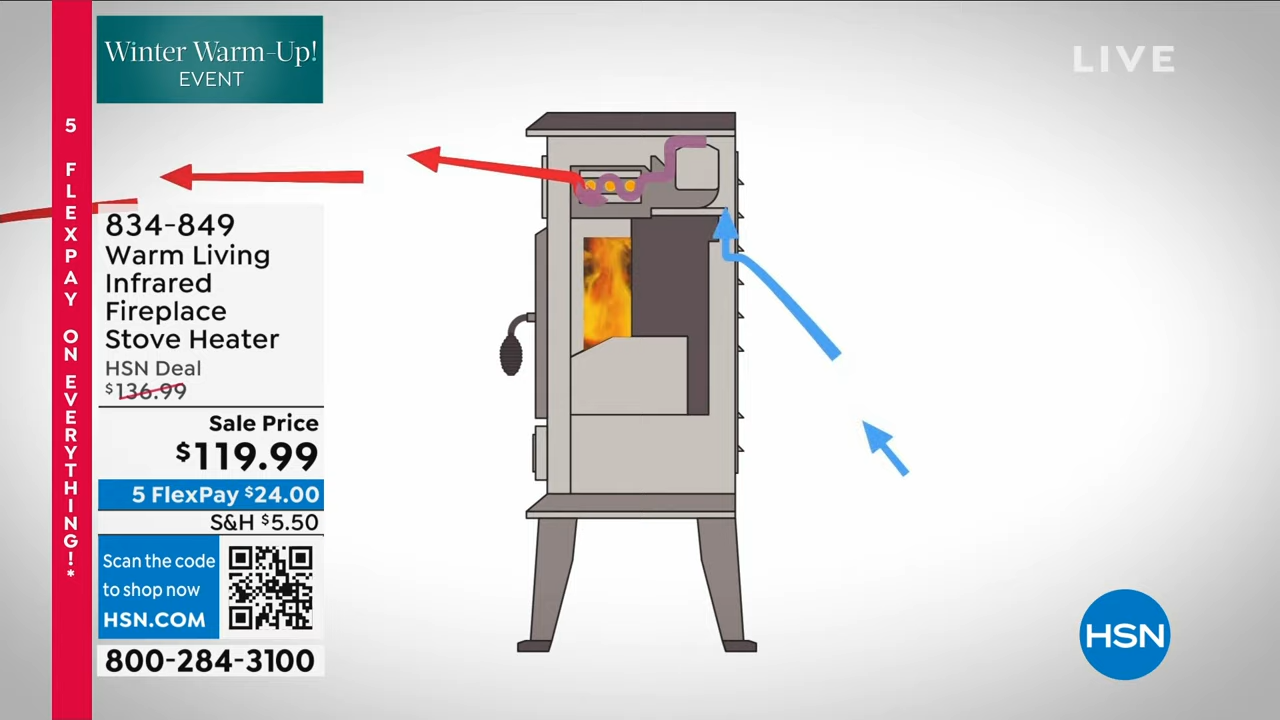 Winter Warm-Up!
EVENT
LIVE
5 FLEXPAY ON EVERYTHING!*
834-849
Warm Living
Infrared
Fireplace
Stove Heater
HSN Deal
$136.99
Sale Price
$119.99
5 FlexPay $24.00
S&H $5.50
Scan the code
to shop now
HSN.COM
800-284-3100
HSN